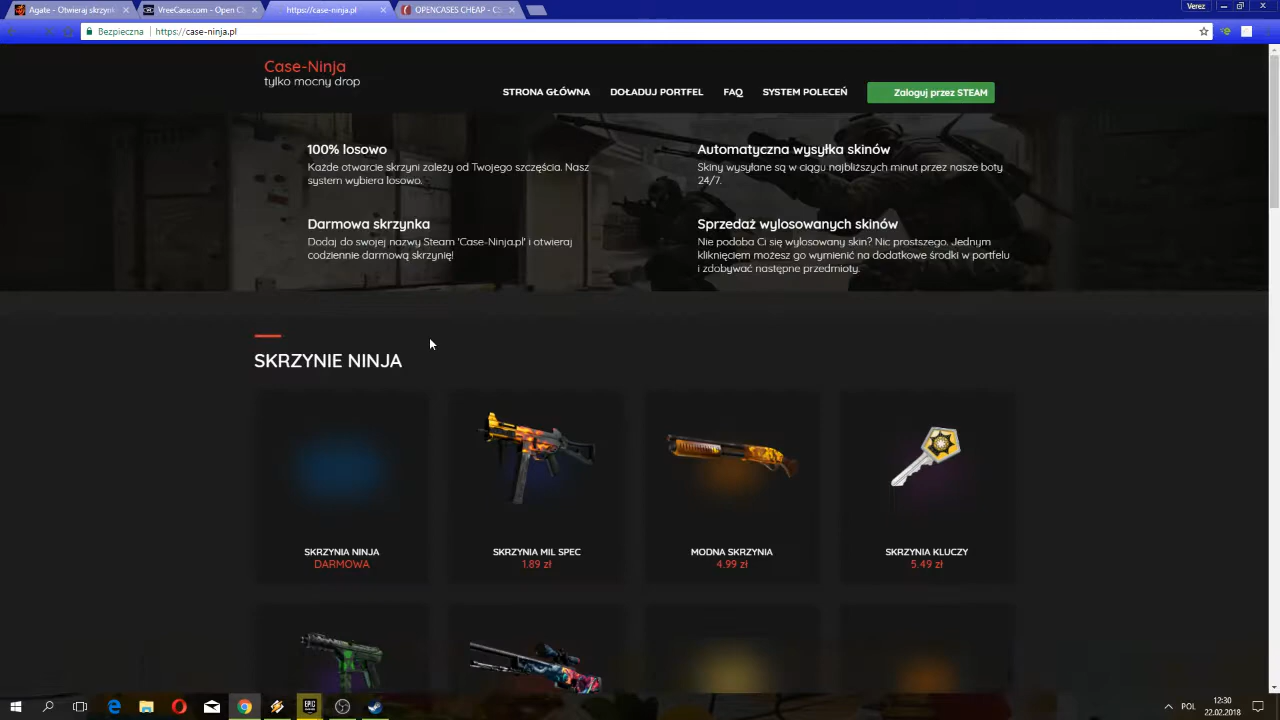 Agate - Otwieraj skrzyn
VreeCase.com - Open C
https://case-ninja.pl
OPENCASES CHEAP - CS
Verez
Bezpieczna
https://case-ninja.pl
Case-Ninja
tylko mocny drop
STRONA GŁÓWNA
DOŁADUJ PORTFEL
FAQ
SYSTEM POLECEŃ
Zaloguj przez STEAM
100% losowo
Każde otwarcie skrzyni zależy od Twojego szczęścia. Nasz
system wybiera losowo.
Automatyczna wysyłka skinów
Skiny wysyłane są w ciągu najbliższych minut przez nasze boty
24/7.
Darmowa skrzynka
Dodaj do swojej nazwy Steam 'Case-Ninja.pl' i otwieraj
codziennie darmową skrzynię!
Sprzedaż wylosowanych skinów
Nie podoba Ci się wylosowany skin? Nic prostszego. Jednym
kliknięciem możesz go wymienić na dodatkowe środki w portfelu
i zdobywać następne przedmioty.
SKRZYNIE NINJA
SKRZYNIA NINJA
DARMOWA
SKRZYNIA MIL SPEC
1.89 zł
MODNA SKRZYNIA
4.99 zł
SKRZYNIA KLUCZY
5.49 zł
EPIC
POL
12:30
22.02.2018